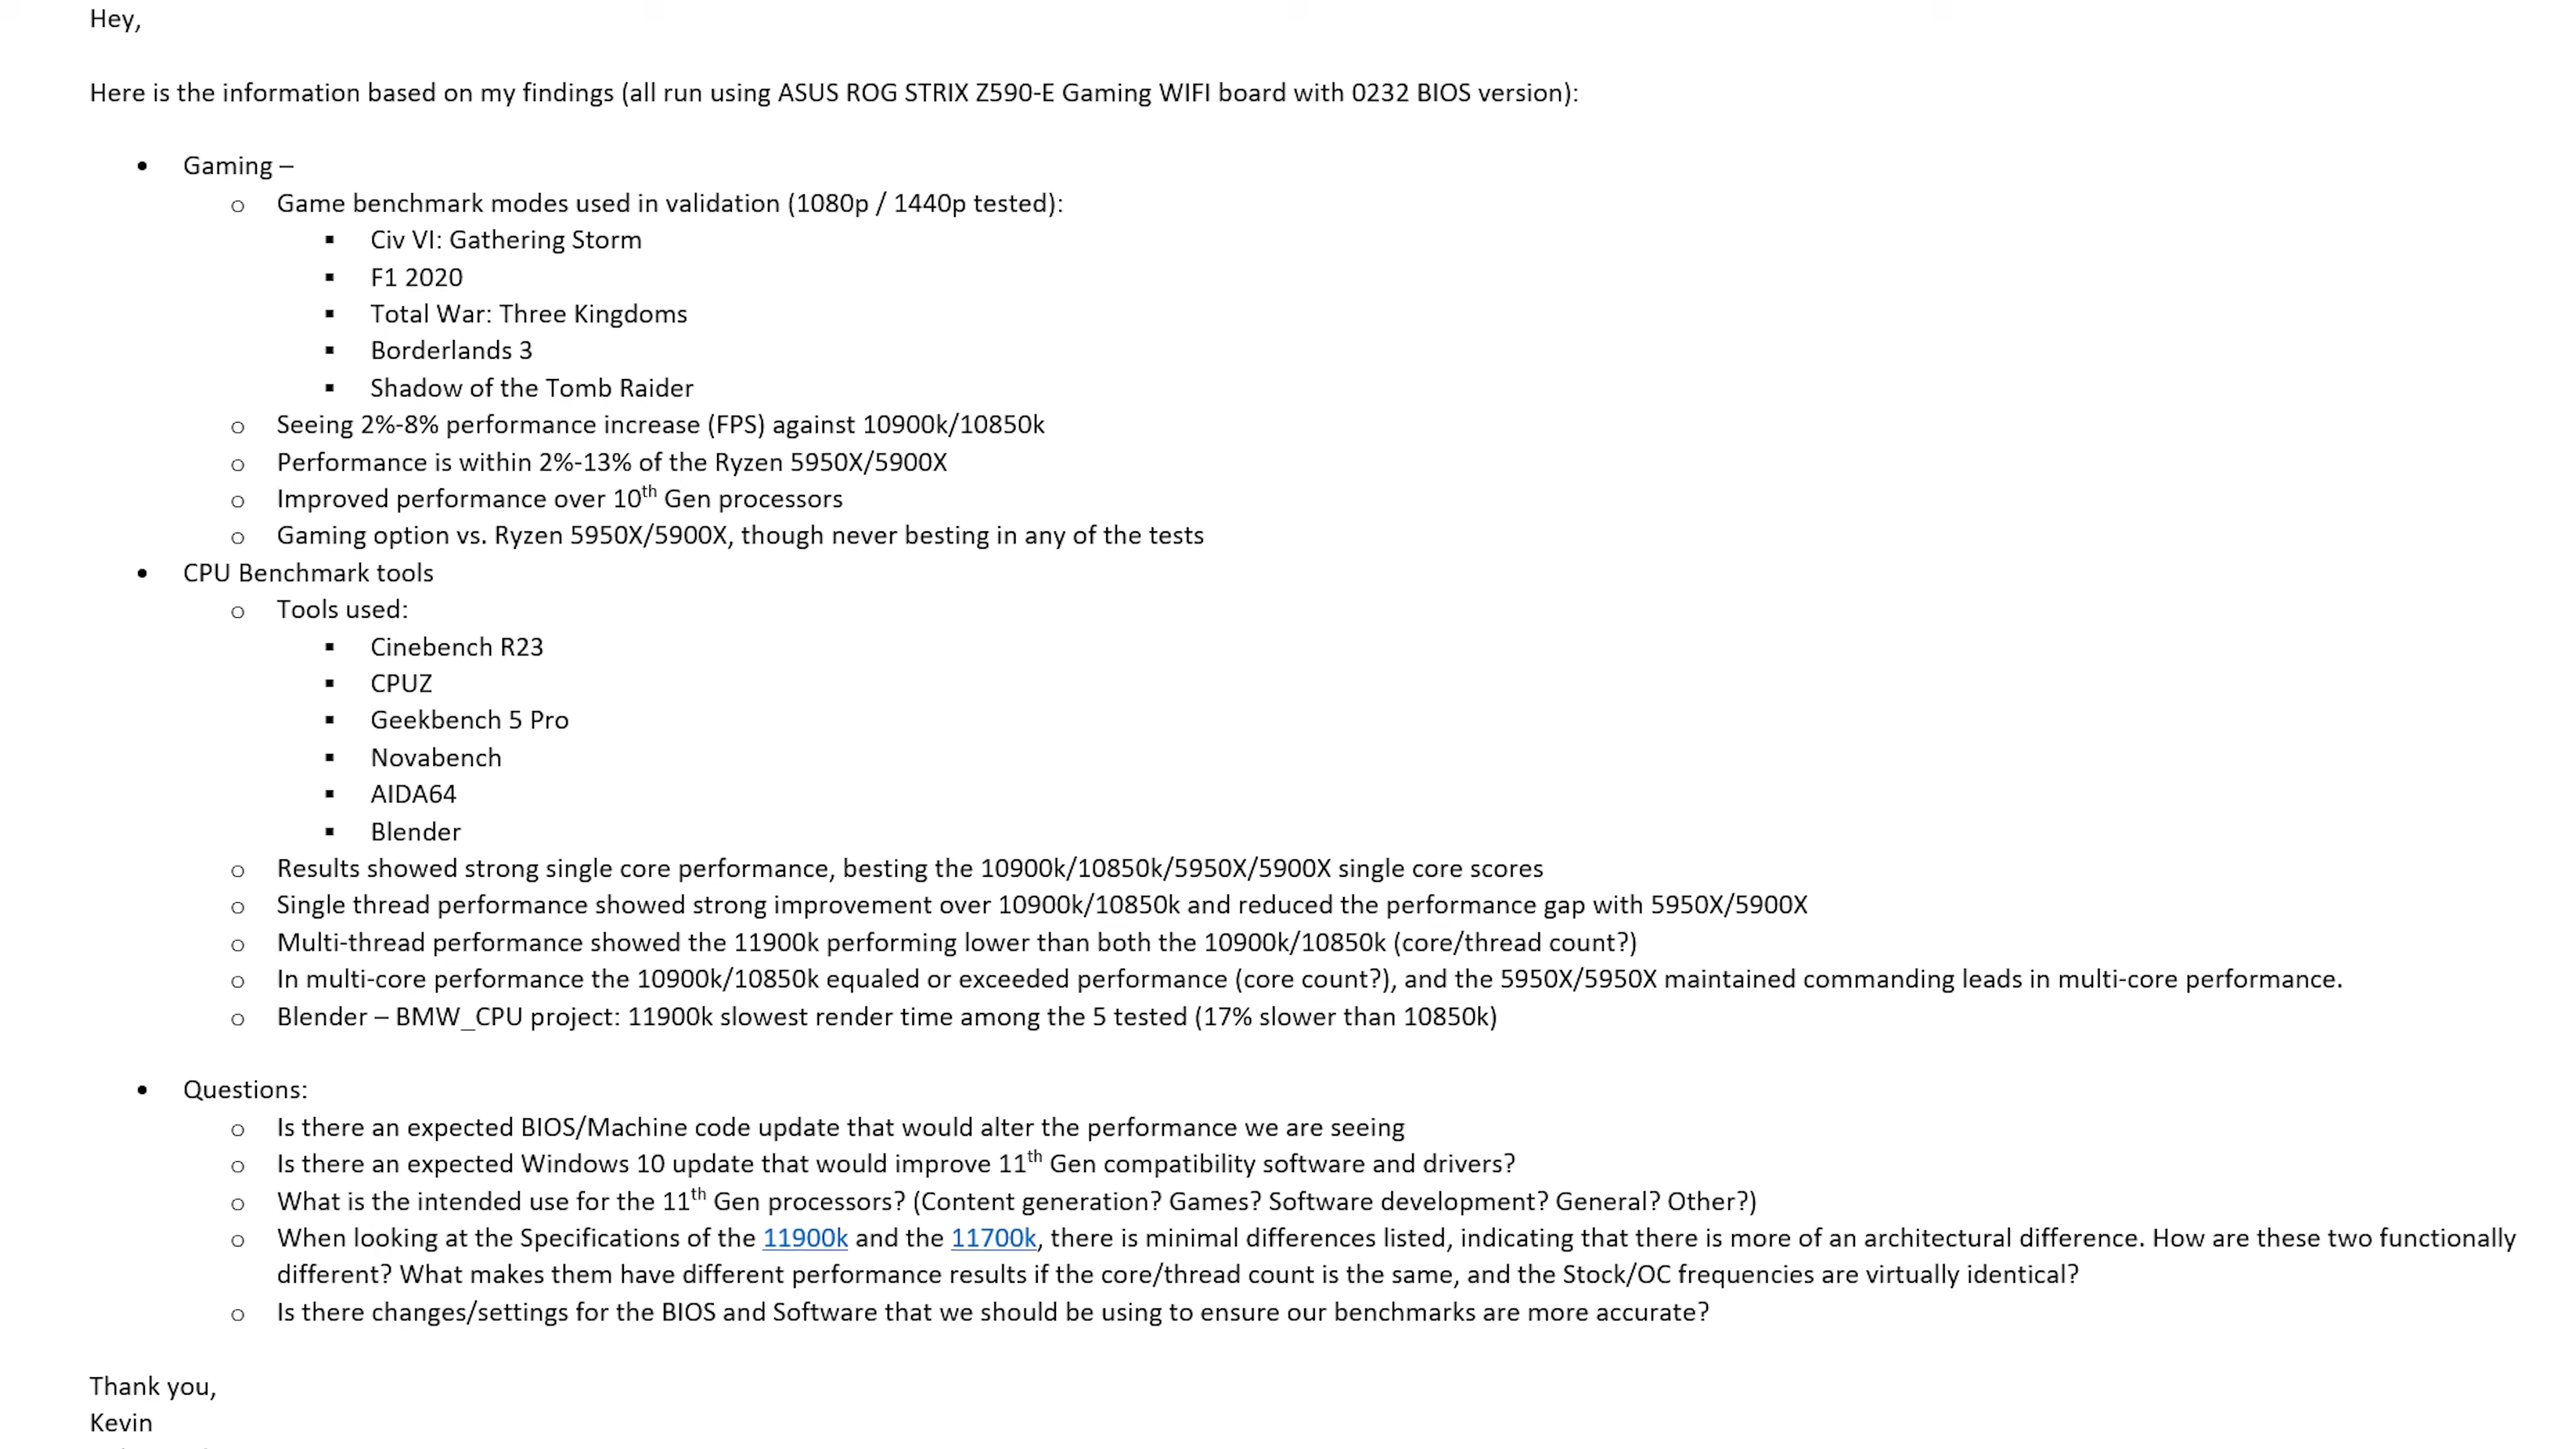 Hey,
Here is the information based on my findings (all run using ASUS ROG STRIX Z590-E Gaming WIFI board with 0232 BIOS version):
• Gaming –
o Game benchmark modes used in validation (1080p / 1440p tested):
▪ Civ VI: Gathering Storm
▪ F1 2020
▪ Total War: Three Kingdoms
▪ Borderlands 3
▪ Shadow of the Tomb Raider
o Seeing 2%-8% performance increase (FPS) against 10900k/10850k
o Performance is within 2%-13% of the Ryzen 5950X/5900X
o Improved performance over 10th Gen processors
o Gaming option vs. Ryzen 5950X/5900X, though never besting in any of the tests
• CPU Benchmark tools
o Tools used:
▪ Cinebench R23
▪ CPUZ
▪ Geekbench 5 Pro
▪ Novabench
▪ AIDA64
▪ Blender
o Results showed strong single core performance, besting the 10900k/10850k/5950X/5900X single core scores
o Single thread performance showed strong improvement over 10900k/10850k and reduced the performance gap with 5950X/5900X
o Multi-thread performance showed the 11900k performing lower than both the 10900k/10850k (core/thread count?)
o In multi-core performance the 10900k/10850k equaled or exceeded performance (core count?), and the 5950X/5950X maintained commanding leads in multi-core performance.
o Blender – BMW_CPU project: 11900k slowest render time among the 5 tested (17% slower than 10850k)
• Questions:
o Is there an expected BIOS/Machine code update that would alter the performance we are seeing
o Is there an expected Windows 10 update that would improve 11th Gen compatibility software and drivers?
o What is the intended use for the 11th Gen processors? (Content generation? Games? Software development? General? Other?)
o When looking at the Specifications of the 11900k and the 11700k, there is minimal differences listed, indicating that there is more of an architectural difference. How are these two functionally
different? What makes them have different performance results if the core/thread count is the same, and the Stock/OC frequencies are virtually identical?
o Is there changes/settings for the BIOS and Software that we should be using to ensure our benchmarks are more accurate?
Thank you,
Kevin